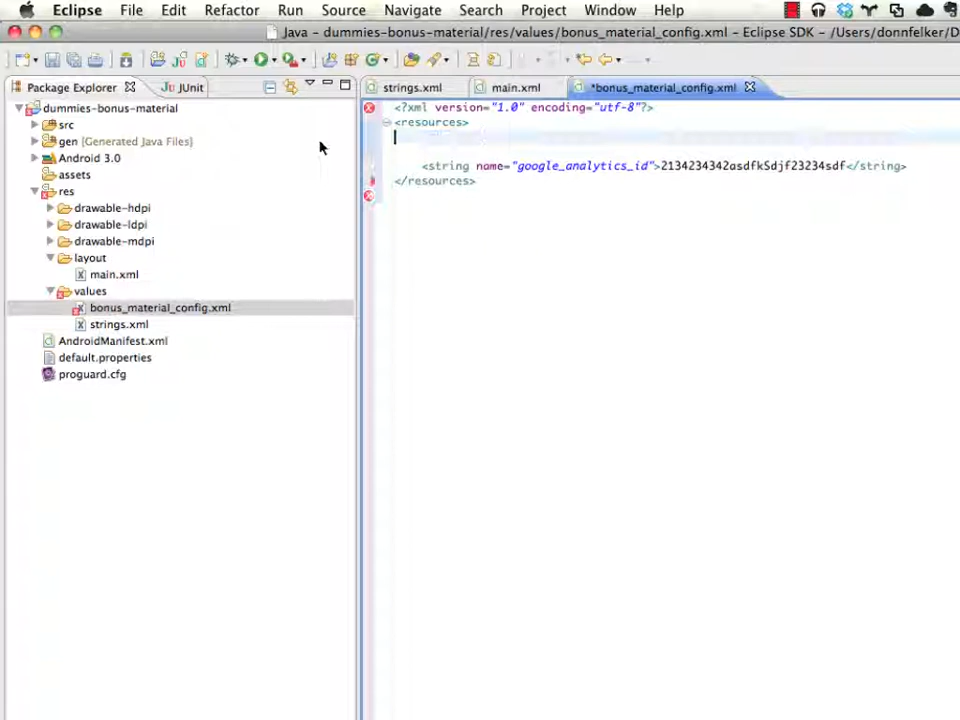 Eclipse File Edit Refactor Run Source Navigate Search Project Window Help
Java - dummies-bonus-material/res/values/bonus_material_config.xml - Eclipse SDK - /Users/donnfelker/D
Package Explorer JUnit strings.xml main.xml *bonus_material_config.xml
dummies-bonus-material
src
gen [Generated Java Files]
Android 3.0
assets
res
drawable-hdpi
drawable-ldpi
drawable-mdpi
layout
main.xml
values
bonus_material_config.xml
strings.xml
AndroidManifest.xml
default.properties
proguard.cfg
<?xml version="1.0" encoding="utf-8"?>
<resources>
<string name="google_analytics_id">2134234342asdfkSdjf23234sdf</string>
</resources>